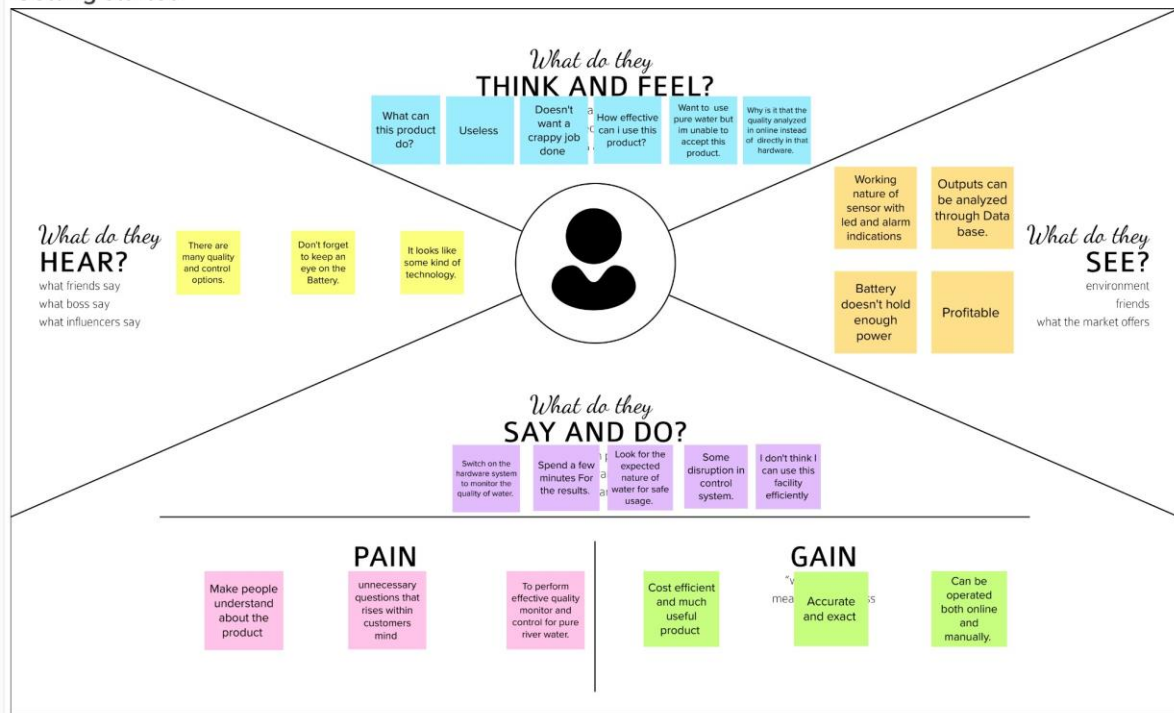 What do they
THINK AND FEEL?
What can
this product
do?
Useless
Doesn't
want a
crappy job
done
How effective
can i use this
product?
Want to use
pure water but
im unable to
accept this
product.
Why is it that the
quality analyzed
in online instead
of directly in that
hardware.
What do they
HEAR?
what friends say
what boss say
what influencers say
There are
many quality
and control
options.
Don't forget
to keep an
eye on the
Battery.
It looks like
some kind of
technology.
Working
nature of
sensor with
led and alarm
indications
Outputs can
be analyzed
through Data
base.
Battery
doesn't hold
enough
power
Profitable
What do they
SEE?
environment
friends
what the market offers
What do they
SAY AND DO?
Switch on the
hardware system
to monitor the
quality of water.
Spend a few
minutes For
the results.
Look for the
expected
nature of
water for safe
usage.
Some
disruption in
control
system.
I don't think I
can use this
facility
efficiently
PAIN
Make people
understand
about the
product
unnecessary
questions that
rises within
customers
mind
To perform
effective quality
monitor and
control for pure
river water.
GAIN
Cost efficient
and much
useful
product
Accurate
and exact
Can be
operated
both online
and
manually.